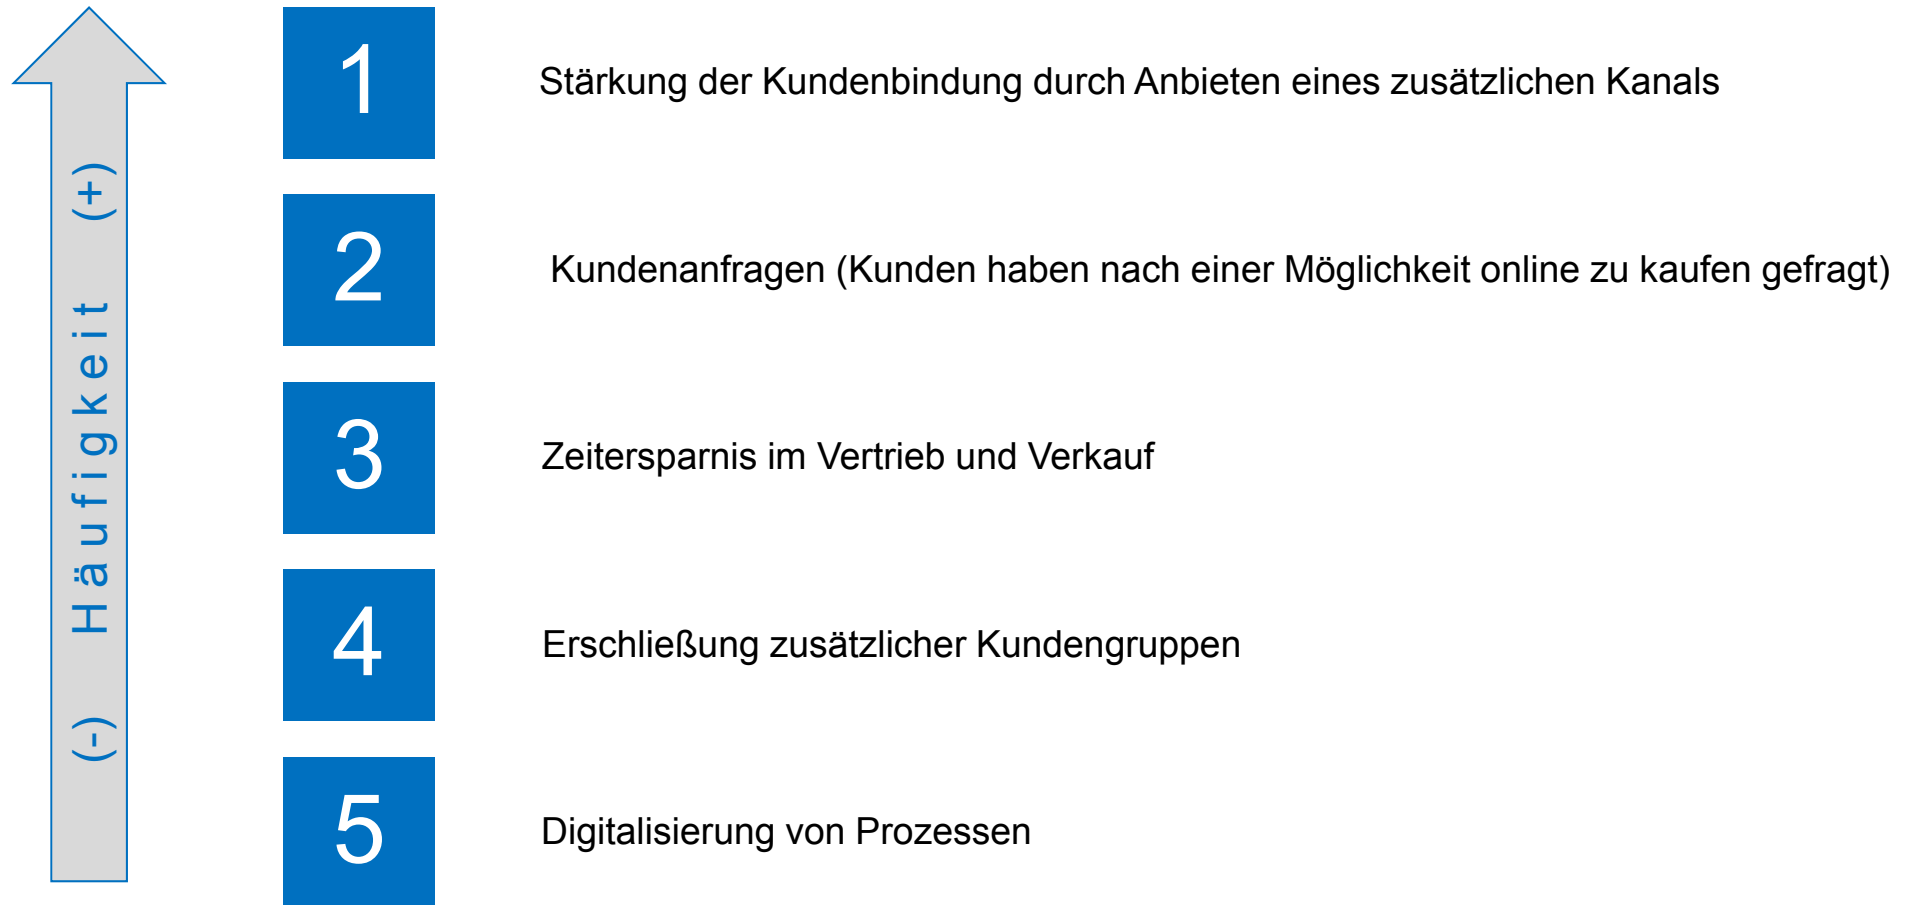 (-) Häufigkeit (+)
1
Stärkung der Kundenbindung durch Anbieten eines zusätzlichen Kanals
2
Kundenanfragen (Kunden haben nach einer Möglichkeit online zu kaufen gefragt)
3
Zeitersparnis im Vertrieb und Verkauf
4
Erschließung zusätzlicher Kundengruppen
5
Digitalisierung von Prozessen